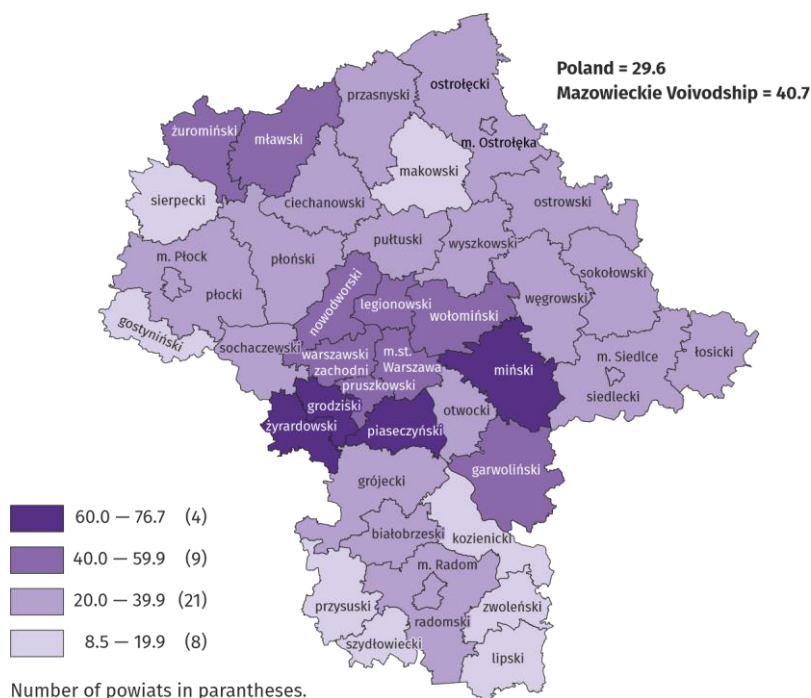 Poland = 29.6
Mazowieckie Voivodship = 40.7
ostrołęcki
przasnyski
żuromiński
mławski
m. Ostrołęka
makowski
sierpecki
ciechanowski
ostrowski
pułtuski
wyszkowski
m. Płock
płoński
sokołowski
płocki
nowodworski
legionowski
wołomiński
węgrowski
gostyniński
sochaczewski
warszawski
zachodni
m.st.
Warszawa
miński
m. Siedlce
łosicki
pruszkowski
siedlecki
grodziski
otwocki
żyrardowski
piaseczyński
garwoliński
grójecki
60.0 — 76.7 (4)
białobrzeski
kozienicki
40.0 — 59.9 (9)
m. Radom
20.0 — 39.9 (21)
przysuski
zwoleński
radomski
8.5 — 19.9 (8)
szydłowiecki
lipski
Number of powiats in parantheses.